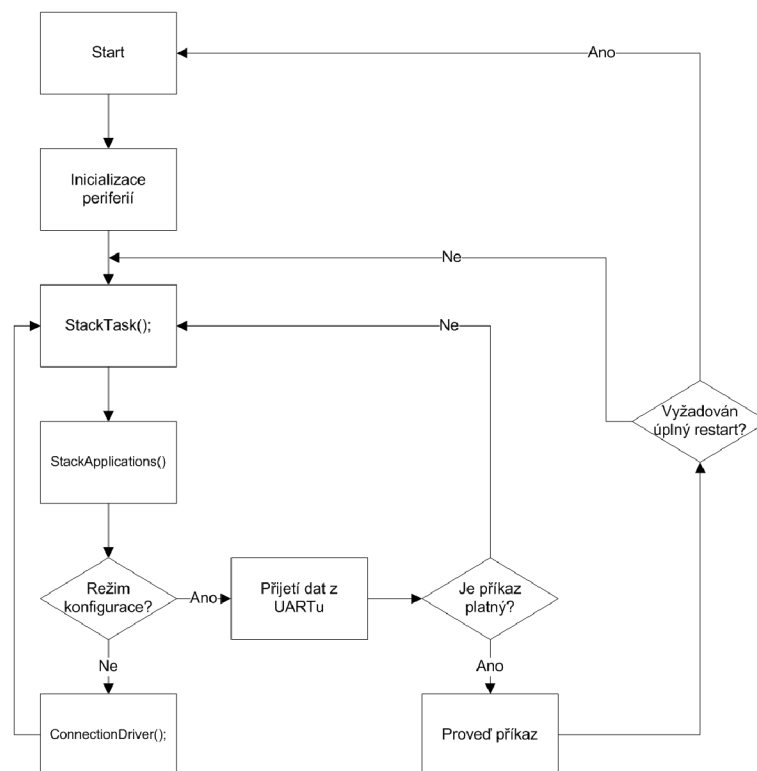 Start
Ano
Inicializace
periferií
Ne
StackTask();
Ne
Vyžadován
úplný restart?
StackApplications()
Režim
konfigurace?
Ano
Přijetí dat z
UARTu
Je příkaz
platný?
Ne
Ano
ConnectionDriver();
Proveď příkaz